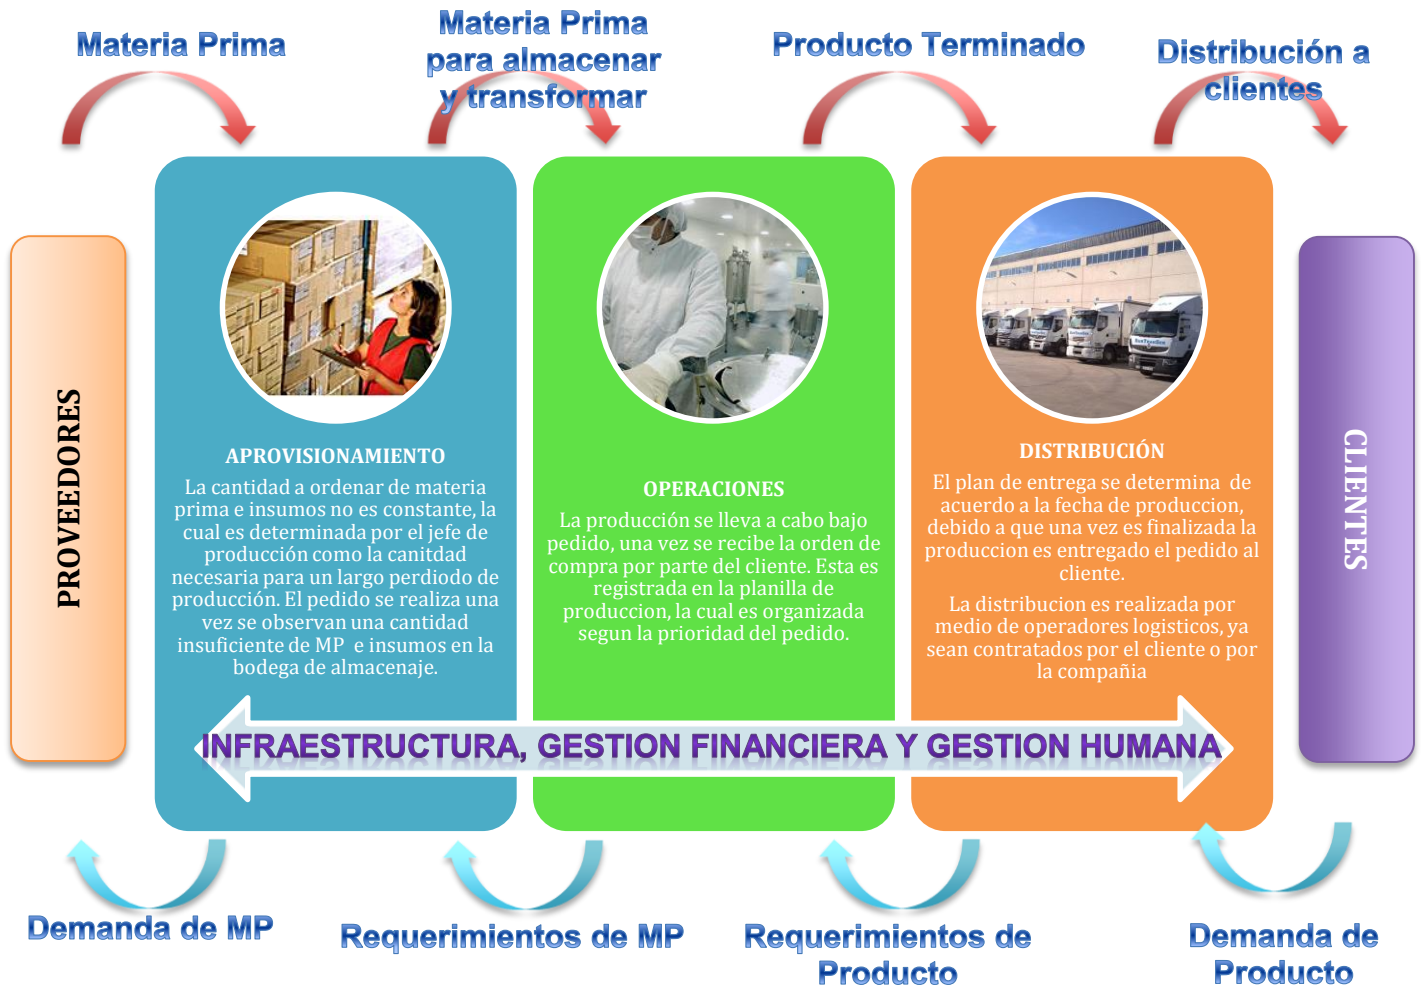 Materia Prima
Materia Prima
para almacenar
y transformar
Producto Terminado
Distribución a
clientes
PROVEEDORES
APROVISIONAMIENTO
La cantidad a ordenar de materia
prima e insumos no es constante, la
cual es determinada por el jefe de
producción como la canitdad
necesaria para un largo perdiodo de
producción. El pedido se realiza una
vez se observan una cantidad
insuficiente de MP e insumos en la
bodega de almacenaje.
OPERACIONES
La producción se lleva a cabo bajo
pedido, una vez se recibe la orden de
compra por parte del cliente. Esta es
registrada en la planilla de
produccion, la cual es organizada
segun la prioridad del pedido.
DISTRIBUCIÓN
El plan de entrega se determina de
acuerdo a la fecha de produccion,
debido a que una vez es finalizada la
produccion es entregado el pedido al
cliente.
La distribucion es realizada por
medio de operadores logisticos, ya
sean contratados por el cliente o por
la compañia
CLIENTES
INFRAESTRUCTURA, GESTION FINANCIERA Y GESTION HUMANA
Demanda de MP
Requerimientos de MP
Requerimientos de
Producto
Demanda de
Producto